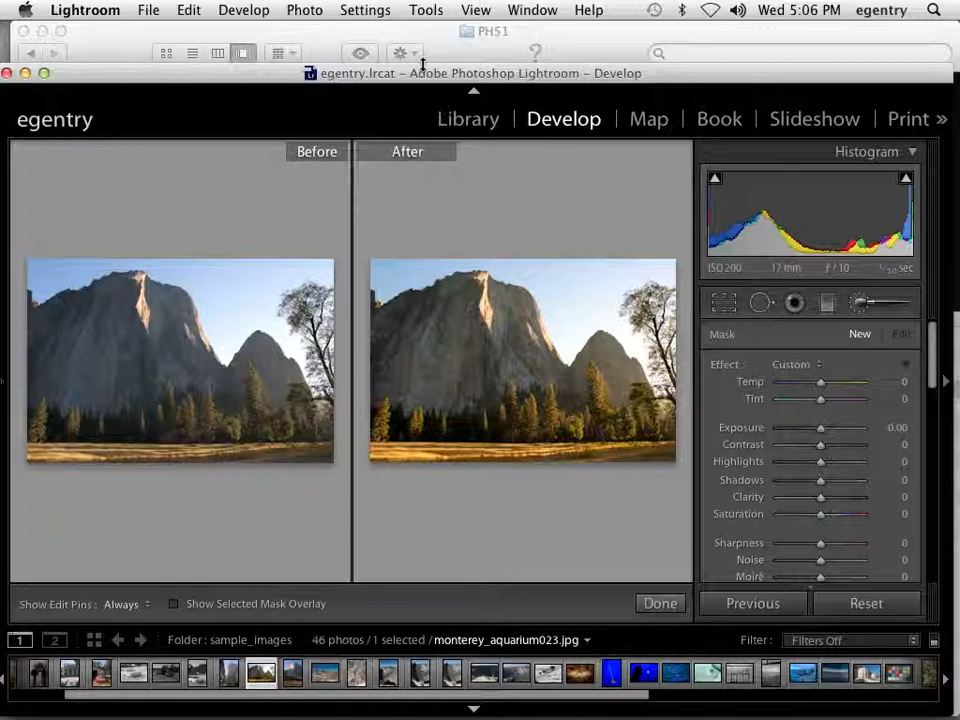 Lightroom File Edit Develop Photo Settings Tools View Window Help Wed 5:06 PM egentry
PH51
egentry.lrcat – Adobe Photoshop Lightroom – Develop
egentry Library | Develop | Map | Book | Slideshow | Print »
Before After Histogram
ISO 200 17 mm ƒ / 10 1/50 sec
Mask New Edit
Effect : Custom
Temp 0
Tint 0
Exposure 0.00
Contrast 0
Highlights 0
Shadows 0
Clarity 0
Saturation 0
Sharpness 0
Noise 0
Moiré 0
Show Edit Pins : Always Show Selected Mask Overlay Done Previous Reset
1 2 Folder : sample_images 46 photos / 1 selected / monterey_aquarium023.jpg Filter : Filters Off